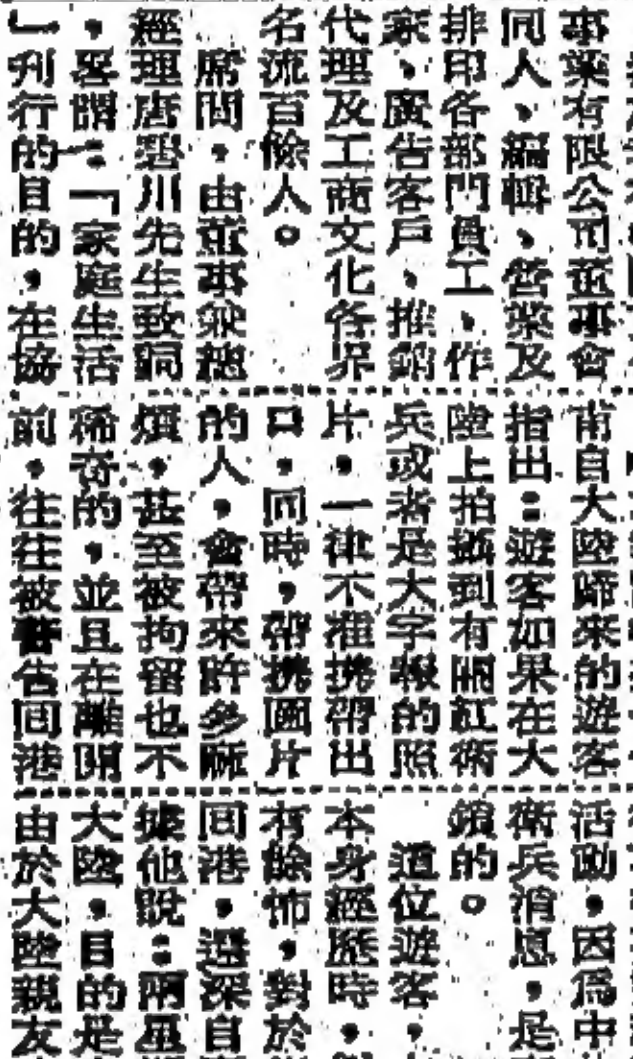 事業有限公司董事會
同人、編輯、營業及
排印各部門員工、作
家、廣告客戶、推銷
代理及工商文化各界
名流百餘人。
席間,由董事兼總
經理唐碧川先生致詞
,畧謂:「家庭生活
」刋行的目的,在協
甫自大陸歸來的遊客
指出:遊客如果在大
陸上拍攝到有關紅衛
兵或者是大字報的照
片,一律不准携帶出
口,同時,帶携圖片
的人,會帶來許多麻
煩,甚至被拘留也不
稀奇的,並且在離開
前,往往被警告囘港
活動,因爲中
衛兵消息,是
鎖的。
這位遊客,
本身經歷時,
有餘怖,對於
囘港,還深自
據他說:兩星
大陸,目的是
由於大陸親友